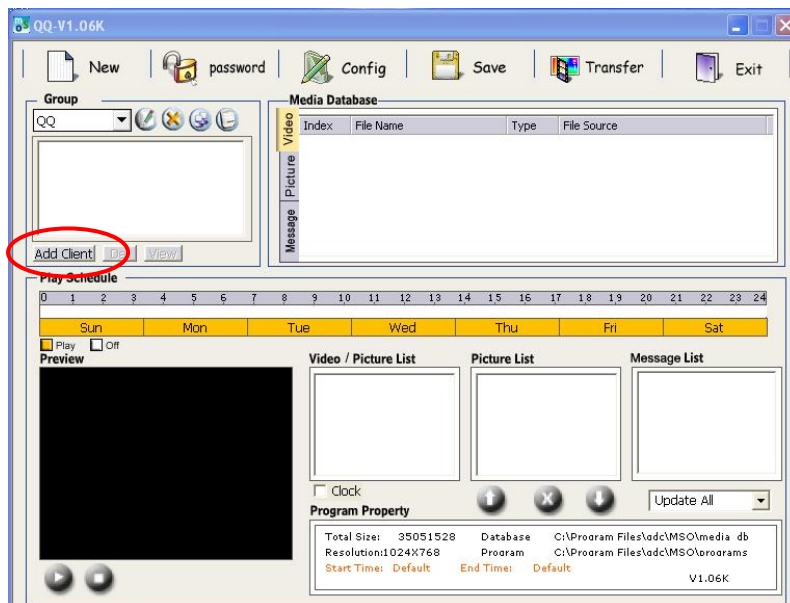 QQ-V1.06K
New password Config Save Transfer Exit
Group
QQ
Add Client Del View
Media Database
Video
Picture
Message
Index File Name Type File Source
Play Schedule
0 1 2 3 4 5 6 7 8 9 10 11 12 13 14 15 16 17 18 19 20 21 22 23 24
Sun Mon Tue Wed Thu Fri Sat
Play Off
Preview
Video / Picture List
Picture List
Message List
Clock
Update All
Program Property
Total Size: 35051528 Database C:\Program Files\adc\MSO\media db
Resolution:1024X768 Program C:\Program Files\adc\MSO\programs
Start Time: Default End Time: Default
V1.06K